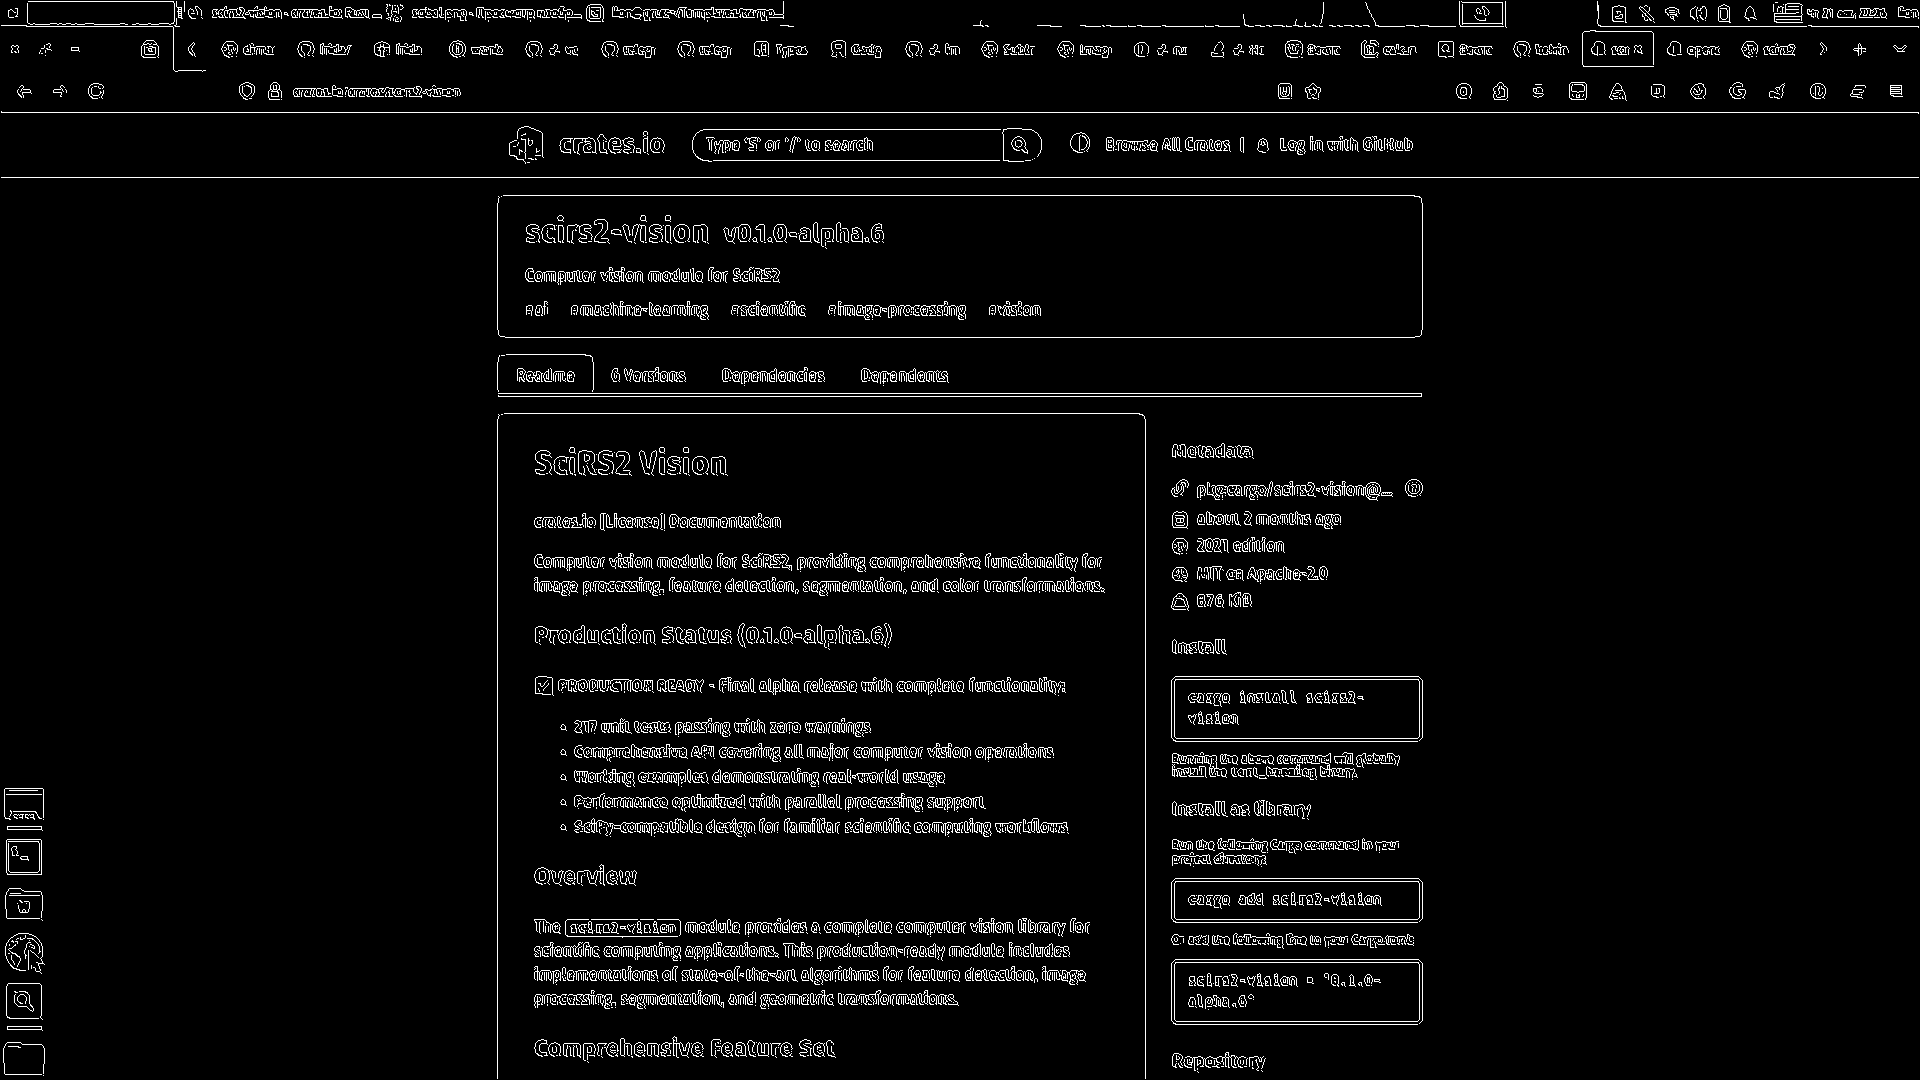 scirs2-vision - crates.io: Rust ...
crates.io/crates/scirs2-vision
crates.io
Type 'S' or '/' to search
Browse All Crates | Log in with GitHub
scirs2-vision v0.1.0-alpha.6
Computer vision module for SciRS2
#ai #machine-learning #scientific #image-processing #vision
Readme 6 Versions Dependencies Dependents
SciRS2 Vision
crates.io [License] Documentation
Computer vision module for SciRS2, providing comprehensive functionality for
image processing, feature detection, segmentation, and color transformations.
Production Status (0.1.0-alpha.6)
PRODUCTION READY - Final alpha release with complete functionality:
217 unit tests passing with zero warnings
Comprehensive API covering all major computer vision operations
Working examples demonstrating real-world usage
Performance optimized with parallel processing support
SciPy-compatible design for familiar scientific computing workflows
Overview
The scirs2-vision module provides a complete computer vision library for
scientific computing applications. This production-ready module includes
implementations of state-of-the-art algorithms for feature detection, image
processing, segmentation, and geometric transformations.
Comprehensive Feature Set
Metadata
pkg:cargo/scirs2-vision@...
about 2 months ago
2021 edition
MIT or Apache-2.0
876 KiB
Install
cargo install scirs2-
vision
Running the above command will globally
install the binary.
Install as library
Run the following Cargo command in your
project directory:
cargo add scirs2-vision
Or add the following line to your Cargo.toml:
scirs2-vision = "0.1.0-
alpha.6"
Repository